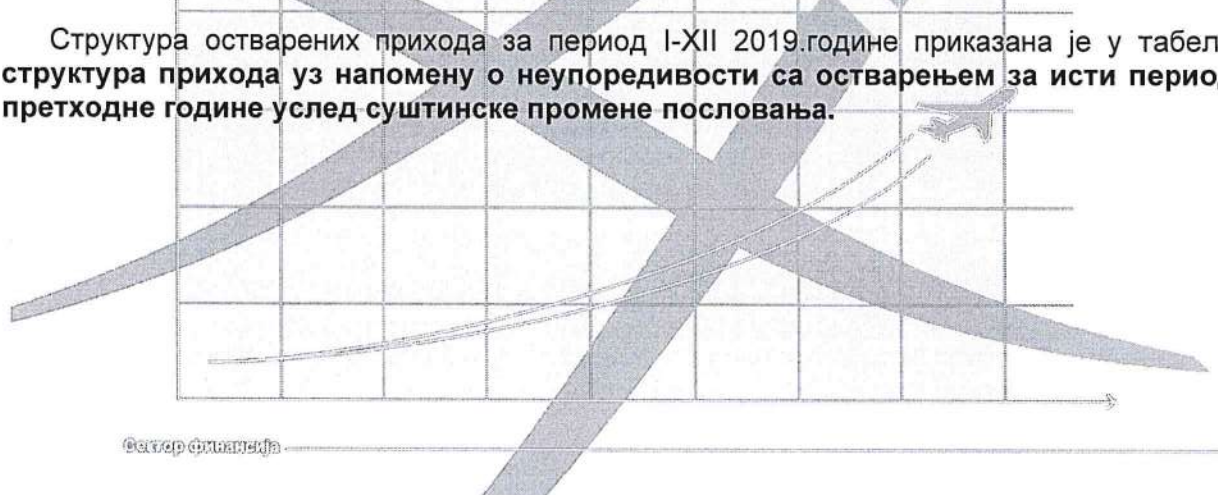 Структура остварених прихода за период I-XII 2019.године приказана је у табел
структура прихода уз напомену о неупоредивости са остварењем за исти перио
претходне године услед суштинске промене пословања.
Сектор финансија